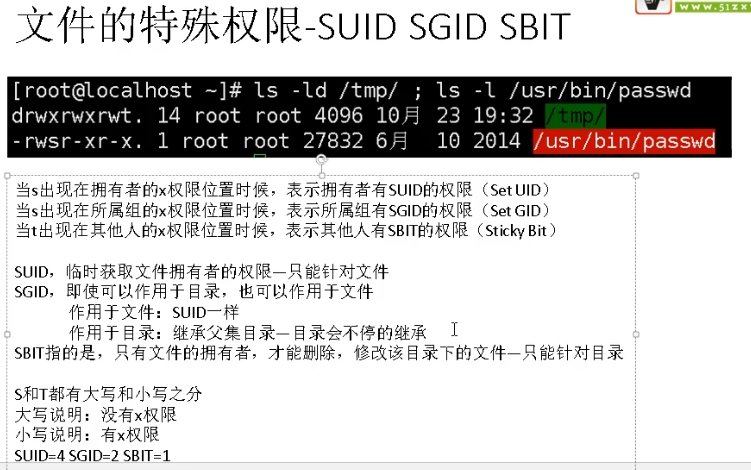 文件的特殊权限-SUID SGID SBIT
www.51zx
[root@localhost ~]# ls -ld /tmp/ ; ls -l /usr/bin/passwd
drwxrwxrwt. 14 root root 4096 10月  23 19:32 /tmp/
-rwsr-xr-x. 1 root root 27832 6月  10 2014 /usr/bin/passwd
当s出现在拥有者的x权限位置时候，表示拥有者有SUID的权限（Set UID）
当s出现在所属组的x权限位置时候，表示所属组有SGID的权限（Set GID）
当t出现在其他人的x权限位置时候，表示其他人有SBIT的权限（Sticky Bit）
SUID，临时获取文件拥有者的权限—只能针对文件
SGID，即使可以作用于目录，也可以作用于文件
作用于文件：SUID一样
作用于目录：继承父集目录—目录会不停的继承
SBIT指的是，只有文件的拥有者，才能删除，修改该目录下的文件—只能针对目录
S和T都有大写和小写之分
大写说明：没有x权限
小写说明：有x权限
SUID=4 SGID=2 SBIT=1